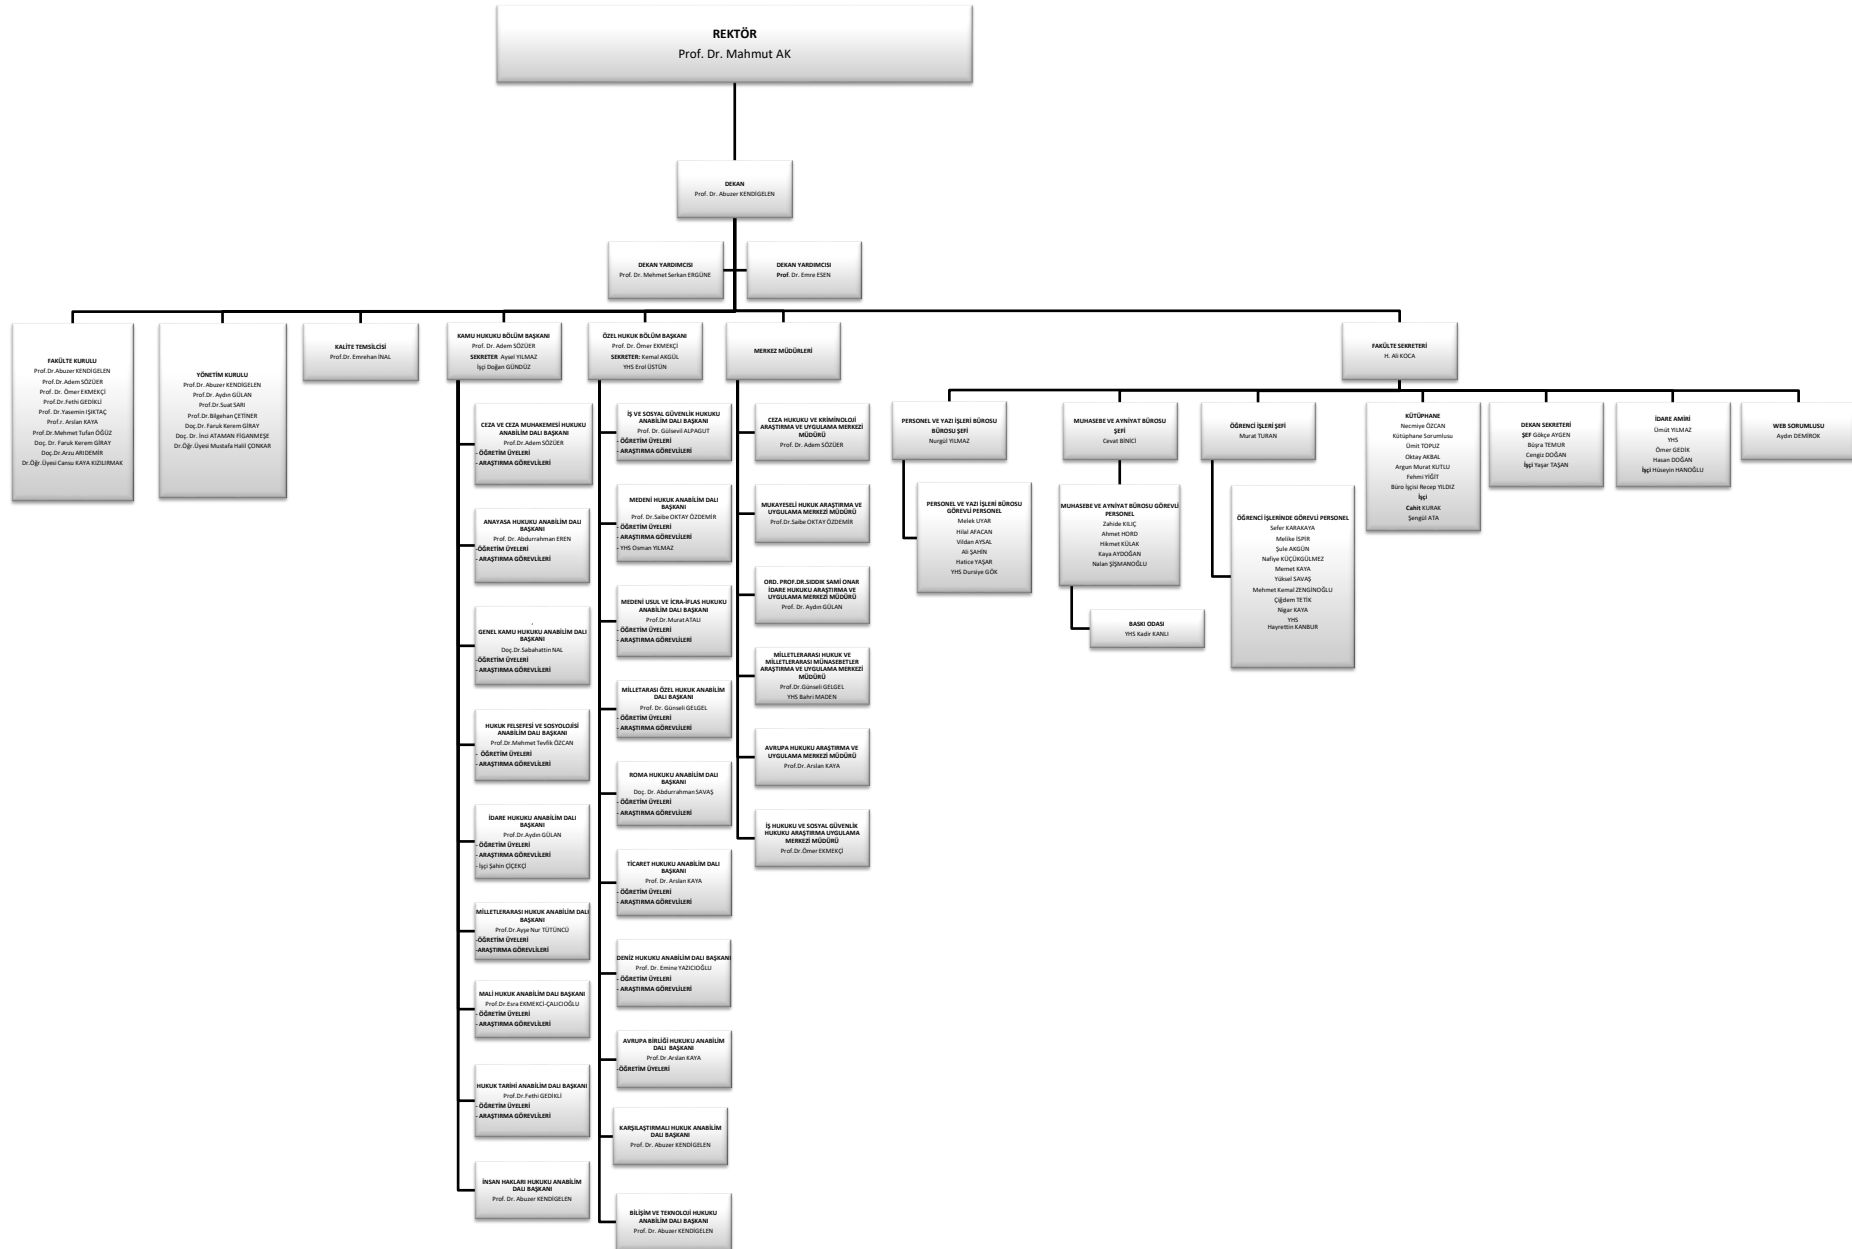 REKTÖR
Prof. Dr. Mahmut AK
DEKAN
Prof. Dr. Abuzer KENDİGELEN
DEKAN YARDIMCISI
Prof. Dr. Mehmet Serkan ERGÜNE
DEKAN YARDIMCISI
Prof. Dr. Emre ESEN
FAKÜLTE KURULU
Prof.Dr.Abuzer KENDİGELEN
Prof.Dr.Adem SÖZÜER
Prof. Dr. Ömer EKMEKÇİ
Prof.Dr.Fethi GEDİKLİ
Prof. Dr.Yasemin IŞIKTAÇ
Prof.r. Arslan KAYA
Prof.Dr.Mehmet Tufan ÖĞÜZ
Doç. Dr. Faruk Kerem GİRAY
Doç.Dr.Arzu ARIDEMİR
Dr.Öğr.Üyesi Cansu KAYA KIZILIRMAK
YÖNETİM KURULU
Prof.Dr. Abuzer KENDİGELEN
Prof.Dr. Aydın GÜLAN
Prof.Dr.Suat SARI
Prof.Dr.Bilgehan ÇETİNER
Doç.Dr. Faruk Kerem GİRAY
Doç. Dr. İnci ATAMAN FİGANMEŞE
Dr.Öğr.Üyesi Mustafa Halil ÇONKAR
KALİTE TEMSİLCİSİ
Prof.Dr. Emrehan İNAL
KAMU HUKUKU BÖLÜM BAŞKANI
Prof. Dr. Adem SÖZÜER
SEKRETER Aysel YILMAZ
İşçi Doğan GÜNDÜZ
CEZA VE CEZA MUHAKEMESİ HUKUKU
ANABİLİM DALI BAŞKANI
Prof.Dr.Adem SÖZÜER
- ÖĞRETİM ÜYELERİ
- ARAŞTIRMA GÖREVLİLERİ
ANAYASA HUKUKU ANABİLİM DALI
BAŞKANI
Prof. Dr. Abdurrahman EREN
-ÖĞRETİM ÜYELERİ
- ARAŞTIRMA GÖREVLİLERİ
GENEL KAMU HUKUKU ANABİLİM DALI
BAŞKANI
Doç.Dr.Sabahattin NAL
-ÖĞRETİM ÜYELERİ
- ARAŞTIRMA GÖREVLİLERİ
HUKUK FELSEFESİ VE SOSYOLOJİSİ
ANABİLİM DALI BAŞKANI
Prof.Dr.Mehmet Tevfik ÖZCAN
- ÖĞRETİM ÜYELERİ
- ARAŞTIRMA GÖREVLİLERİ
İDARE HUKUKU ANABİLİM DALI
BAŞKANI
Prof.Dr.Aydın GÜLAN
- ÖĞRETİM ÜYELERİ
- ARAŞTIRMA GÖREVLİLERİ
- İşçi Şahin ÇİÇEKÇİ
MİLLETLERARASI HUKUK ANABİLİM DALI
BAŞKANI
Prof.Dr.Ayşe Nur TÜTÜNCÜ
-ÖĞRETİM ÜYELERİ
-ARAŞTIRMA GÖREVLİLERİ
MALİ HUKUK ANABİLİM DALI BAŞKANI
Prof.Dr.Esra EKMEKCİ-ÇALICIOĞLU
- ÖĞRETİM ÜYELERİ
- ARAŞTIRMA GÖREVLİLERİ
HUKUK TARİHİ ANABİLİM DALI BAŞKANI
Prof.Dr.Fethi GEDİKLİ
- ÖĞRETİM ÜYELERİ
- ARAŞTIRMA GÖREVLİLERİ
İNSAN HAKLARI HUKUKU ANABİLİM
DALI BAŞKANI
Prof. Dr. Abuzer KENDİGELEN
ÖZEL HUKUK BÖLÜM BAŞKANI
Prof. Dr. Ömer EKMEKÇİ
SEKRETER: Kemal AKGÜL
YHS Erol ÜSTÜN
İŞ VE SOSYAL GÜVENLİK HUKUKU
ANABİLİM DALI BAŞKANI
Prof. Dr. Gülsevil ALPAGUT
- ÖĞRETİM ÜYELERİ
- ARAŞTIRMA GÖREVLİLERİ
MEDENİ HUKUK ANABİLİM DALI
BAŞKANI
Prof. Dr.Saibe OKTAY ÖZDEMİR
- ÖĞRETİM ÜYELERİ
- ARAŞTIRMA GÖREVLİLERİ
- YHS Osman YILMAZ
MEDENİ USUL VE İCRA-İFLAS HUKUKU
ANABİLİM DALI BAŞKANI
Prof.Dr.Murat ATALI
- ÖĞRETİM ÜYELERİ
- ARAŞTIRMA GÖREVLİLERİ
MİLLETARASI ÖZEL HUKUK ANABİLİM
DALI BAŞKANI
Prof. Dr. Günseli GELGEL
- ÖĞRETİM ÜYELERİ
- ARAŞTIRMA GÖREVLİLERİ
ROMA HUKUKU ANABİLİM DALI
BAŞKANI
Doç. Dr. Abdurrahman SAVAŞ
- ÖĞRETİM ÜYELERİ
- ARAŞTIRMA GÖREVLİLERİ
TİCARET HUKUKU ANABİLİM DALI
BAŞKANI
Prof. Dr. Arslan KAYA
- ÖĞRETİM ÜYELERİ
- ARAŞTIRMA GÖREVLİLERİ
DENİZ HUKUKU ANABİLİM DALI BAŞKANI
Prof. Dr. Emine YAZICIOĞLU
- ÖĞRETİM ÜYELERİ
- ARAŞTIRMA GÖREVLİLERİ
AVRUPA BİRLİĞİ HUKUKU ANABİLİM
DALI BAŞKANI
Prof.Dr.Arslan KAYA
-ÖĞRETİM ÜYELERİ
KARŞILAŞTIRMALI HUKUK ANABİLİM
DALI BAŞKANI
Prof. Dr. Abuzer KENDİGELEN
BİLİŞİM VE TEKNOLOJİ HUKUKU
ANABİLİM DALI BAŞKANI
Prof. Dr. Abuzer KENDİGELEN
MERKEZ MÜDÜRLERİ
CEZA HUKUKU VE KRİMİNOLOJİ
ARAŞTIRMA VE UYGULAMA MERKEZİ
MÜDÜRÜ
Prof. Dr. Adem SÖZÜER
MUKAYESELİ HUKUK ARAŞTIRMA VE
UYGULAMA MERKEZİ MÜDÜRÜ
Prof.Dr.Saibe OKTAY ÖZDEMİR
ORD. PROF.DR.SIDDIK SAMİ ONAR
İDARE HUKUKU ARAŞTIRMA VE
UYGULAMA MERKEZİ MÜDÜRÜ
Prof. Dr. Aydın GÜLAN
MİLLETLERARASI HUKUK VE
MİLLETLERARASI MÜNASEBETLER
ARAŞTIRMA VE UYGULAMA MERKEZİ
MÜDÜRÜ
Prof.Dr.Günseli GELGEL
YHS Bahri MADEN
AVRUPA HUKUKU ARAŞTIRMA VE
UYGULAMA MERKEZİ MÜDÜRÜ
Prof.Dr. Arslan KAYA
İŞ HUKUKU VE SOSYAL GÜVENLİK
HUKUKU ARAŞTIRMA UYGULAMA
MERKEZİ MÜDÜRÜ
Prof.Dr.Ömer EKMEKÇİ
FAKÜLTE SEKRETERİ
H. Ali KOCA
PERSONEL VE YAZI İŞLERİ BÜROSU
BÜROSU ŞEFİ
Nurgül YILMAZ
PERSONEL VE YAZI İŞLERİ BÜROSU
GÖREVLİ PERSONEL
Melek UYAR
Hilal AFACAN
Vildan AYSAL
Ali ŞAHİN
Hatice YAŞAR
YHS Dursiye GÖK
MUHASEBE VE AYNİYAT BÜROSU
ŞEFİ
Cevat BİNİCİ
MUHASEBE VE AYNİYAT BÜROSU GÖREVLİ
PERSONEL
Zahide KILIÇ
Ahmet HORD
Hikmet KÜLAK
Kaya AYDOĞAN
Nalan ŞİŞMANOĞLU
BASKI ODASI
YHS Kadir KANLI
ÖĞRENCİ İŞLERİ ŞEFİ
Murat TURAN
ÖĞRENCİ İŞLERİNDE GÖREVLİ PERSONEL
Sefer KARAKAYA
Melike İSPİR
Şule AKGÜN
Nafiye KÜÇÜKGÜLMEZ
Memet KAYA
Yüksel SAVAŞ
Mehmet Kemal ZENGİNOĞLU
Çiğdem TETİK
Nigar KAYA
YHS
Hayrettin KANBUR
KÜTÜPHANE
Necmiye ÖZCAN
Kütüphane Sorumlusu
Ümit TOPUZ
Oktay AKBAL
Argun Murat KUTLU
Fehmi YİĞİT
Büro İşçisi Recep YILDIZ
İşçi
Cahit KURAK
Şengül ATA
DEKAN SEKRETERİ
ŞEF Gökçe AYGEN
Büşra TEMUR
Cengiz DOĞAN
İşçi Yaşar TAŞAN
İDARE AMİRİ
Ümüt YILMAZ
YHS
Ömer GEDİK
Hasan DOĞAN
İşçi Hüseyin HANOĞLU
WEB SORUMLUSU
Aydın DEMİROK